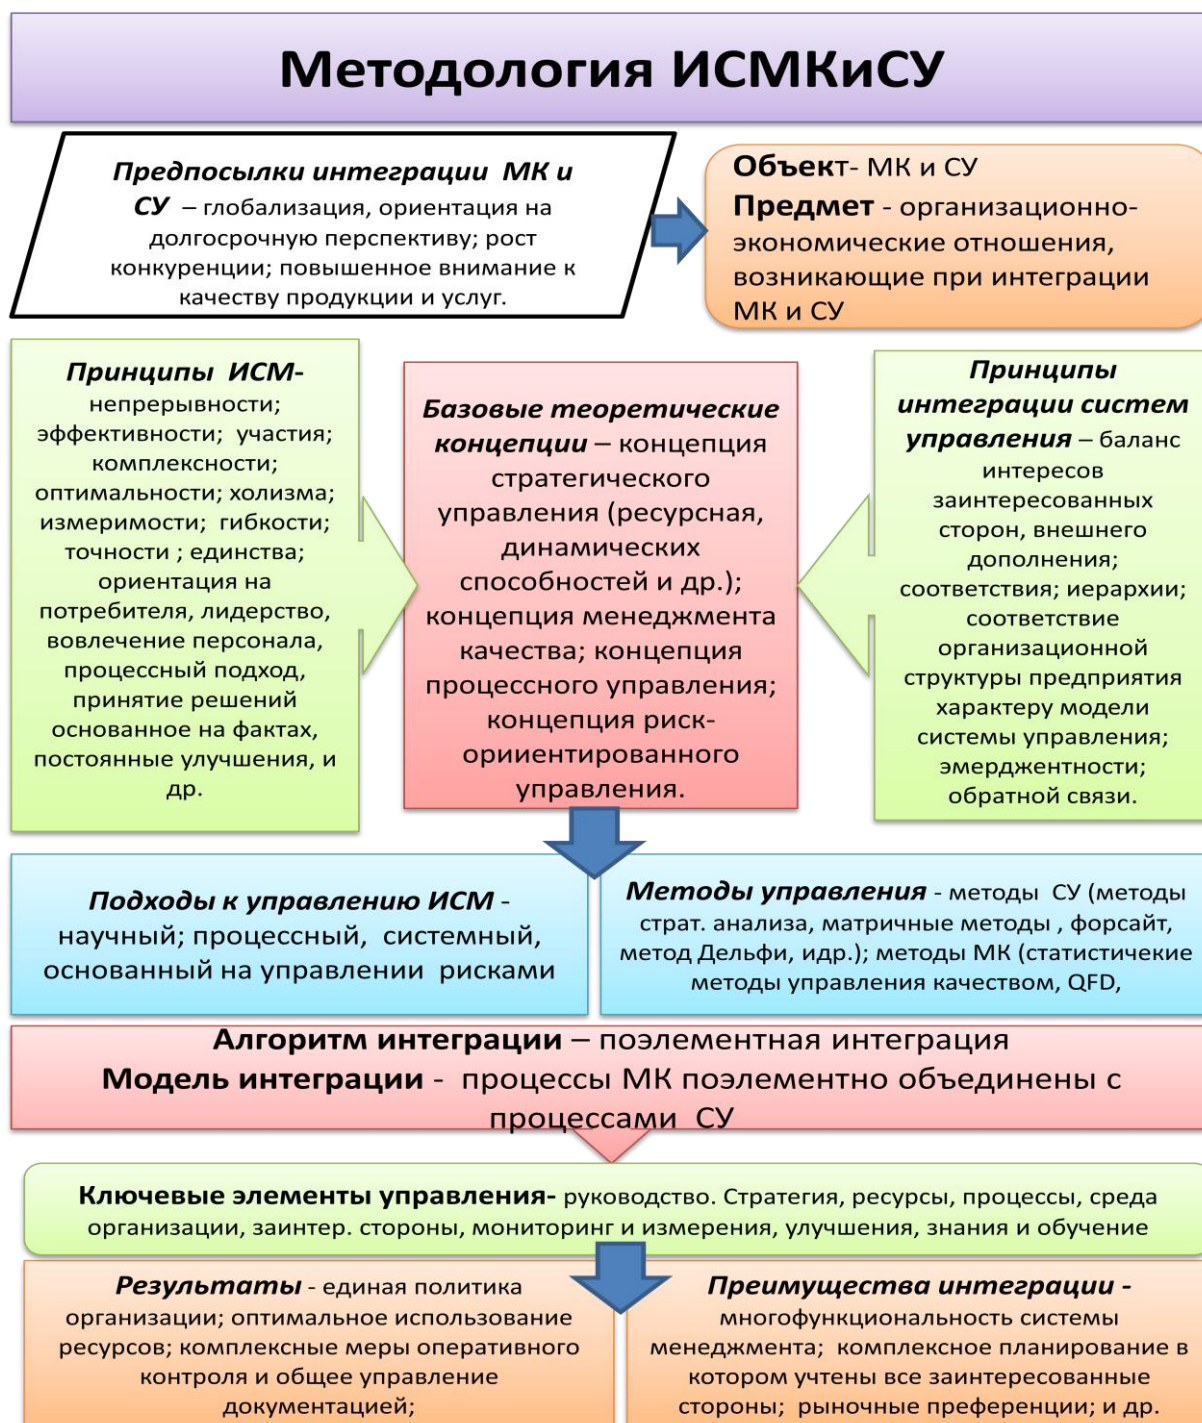 Методология ИСМКиСУ
Предпосылки интеграции МК и
СУ – глобализация, ориентация на
долгосрочную перспективу; рост
конкуренции; повышенное внимание к
качеству продукции и услуг.
Объект- МК и СУ
Предмет - организационно-
экономические отношения,
возникающие при интеграции
МК и СУ
Принципы ИСМ-
непрерывности;
эффективности; участия;
комплексности;
оптимальности; холизма;
измеримости; гибкости;
точности ; единства;
ориентация на
потребителя, лидерство,
вовлечение персонала,
процессный подход,
принятие решений
основанное на фактах,
постоянные улучшения, и
др.
Базовые теоретические
концепции – концепция
стратегического
управления (ресурсная,
динамических
способностей и др.);
концепция менеджмента
качества; концепция
процессного управления;
концепция риск-
ориентированного
управления.
Принципы
интеграции систем
управления – баланс
интересов
заинтересованных
сторон, внешнего
дополнения;
соответствия; иерархии;
соответствие
организационной
структуры предприятия
характеру модели
системы управления;
эмерджентности;
обратной связи.
Подходы к управлению ИСМ -
научный; процессный, системный,
основанный на управлении рисками
Методы управления - методы СУ (методы
страт. анализа, матричные методы , форсайт,
метод Дельфи, идр.); методы МК (статистичекие
методы управления качеством, QFD,
Алгоритм интеграции – поэлементная интеграция
Модель интеграции - процессы МК поэлементно объединены с
процессами СУ
Ключевые элементы управления- руководство. Стратегия, ресурсы, процессы, среда
организации, заинтер. стороны, мониторинг и измерения, улучшения, знания и обучение
Результаты - единая политика
организации; оптимальное использование
ресурсов; комплексные меры оперативного
контроля и общее управление
документацией;
Преимущества интеграции -
многофункциональность системы
менеджмента; комплексное планирование в
котором учтены все заинтересованные
стороны; рыночные преференции; и др.